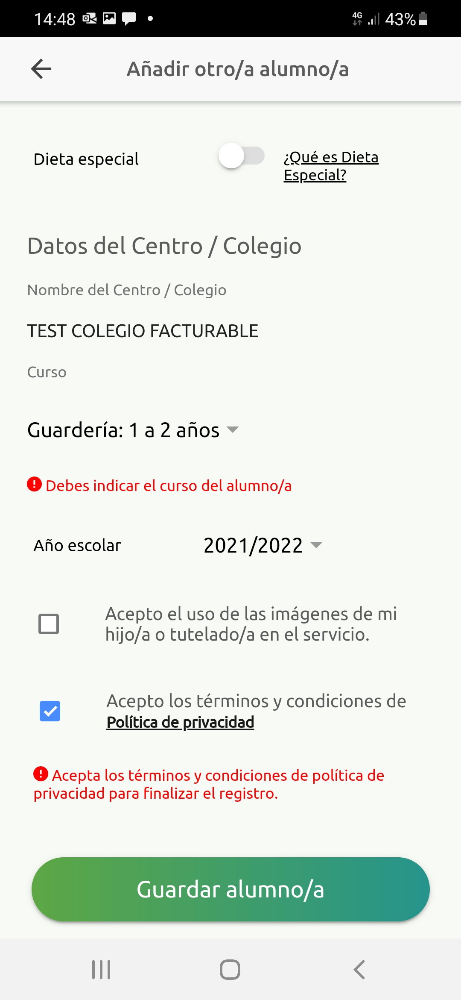 14:48
4G
43%
Añadir otro/a alumno/a
Dieta especial
¿Qué es Dieta
Especial?
Datos del Centro / Colegio
Nombre del Centro / Colegio
TEST COLEGIO FACTURABLE
Curso
Guardería: 1 a 2 años
Debes indicar el curso del alumno/a
Año escolar
2021/2022
Acepto el uso de las imágenes de mi
hijo/a o tutelado/a en el servicio.
Acepto los términos y condiciones de
Política de privacidad
Acepta los términos y condiciones de política de
privacidad para finalizar el registro.
Guardar alumno/a